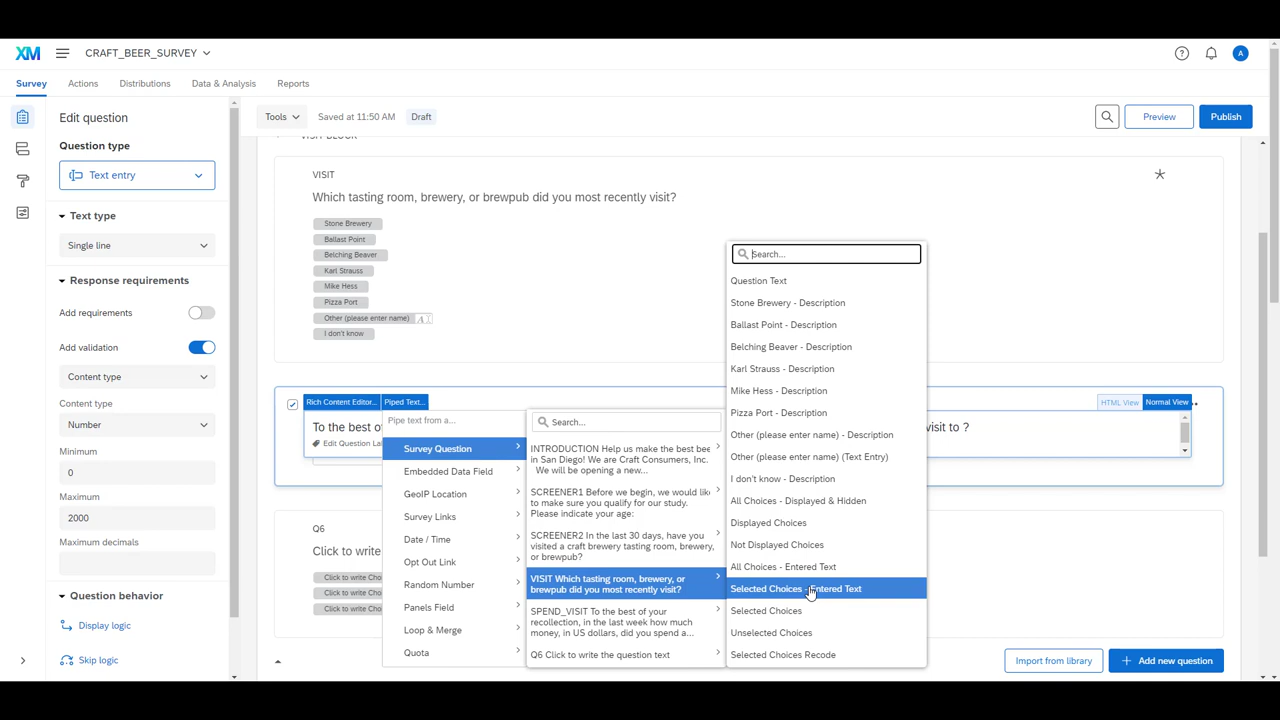 XM
CRAFT_BEER_SURVEY
?
A
Survey
Actions
Distributions
Data & Analysis
Reports
Edit question
Tools
Saved at 11:50 AM
Draft
Preview
Publish
Question type
Text entry
Text type
Single line
Response requirements
Add requirements
Add validation
Content type
Content type
Number
Minimum
0
Maximum
2000
Maximum decimals
Question behavior
Display logic
Skip logic
VISIT BLOCK
VISIT
Which tasting room, brewery, or brewpub did you most recently visit?
Stone Brewery
Ballast Point
Belching Beaver
Karl Strauss
Mike Hess
Pizza Port
Other (please enter name)
I don't know
Rich Content Editor...
Piped Text...
HTML View
Normal View
To the best o
visit to ?
Edit Question La
Q6
Click to write
Click to write Cho
Click to write Cho
Click to write Cho
Pipe text from a...
Survey Question
Embedded Data Field
GeoIP Location
Survey Links
Date / Time
Opt Out Link
Random Number
Panels Field
Loop & Merge
Quota
Search...
INTRODUCTION Help us make the best bee
in San Diego! We are Craft Consumers, Inc.
We will be opening a new...
SCREENER1 Before we begin, we would lik
to make sure you qualify for our study.
Please indicate your age:
SCREENER2 In the last 30 days, have you
visited a craft brewery tasting room, brewery,
or brewpub?
VISIT Which tasting room, brewery, or
brewpub did you most recently visit?
SPEND_VISIT To the best of your
recollection, in the last week how much
money, in US dollars, did you spend a...
Q6 Click to write the question text
Search...
Question Text
Stone Brewery - Description
Ballast Point - Description
Belching Beaver - Description
Karl Strauss - Description
Mike Hess - Description
Pizza Port - Description
Other (please enter name) - Description
Other (please enter name) (Text Entry)
I don't know - Description
All Choices - Displayed & Hidden
Displayed Choices
Not Displayed Choices
All Choices - Entered Text
Selected Choices - Entered Text
Selected Choices
Unselected Choices
Selected Choices Recode
Import from library
Add new question